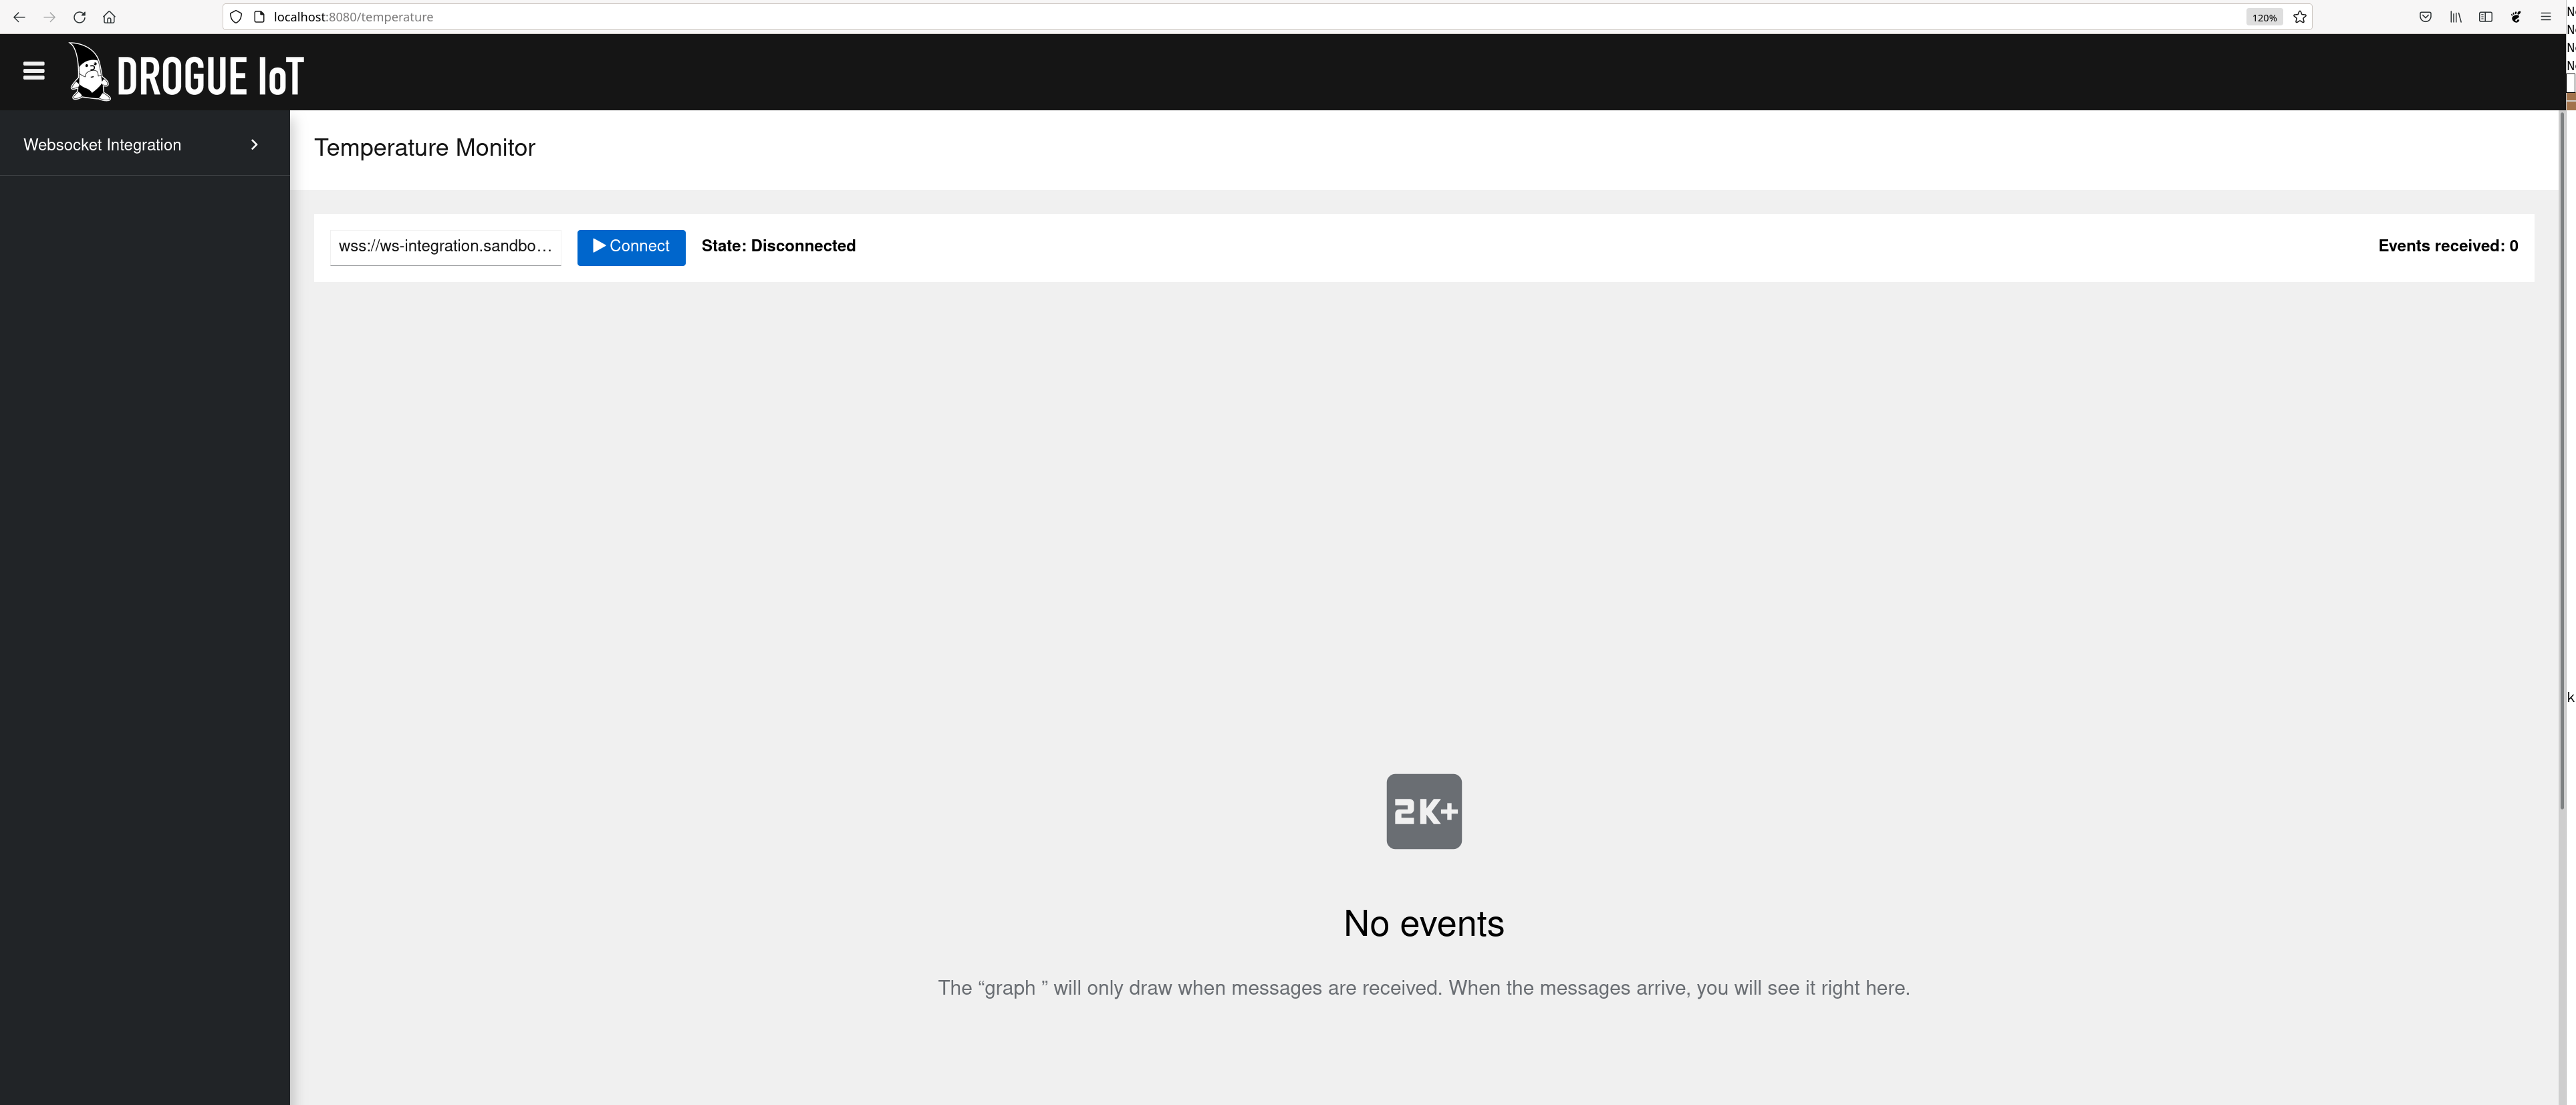 localhost:8080/temperature
120%
DROGUE IoT
Websocket Integration
Temperature Monitor
wss://ws-integration.sandbo...
Connect
State: Disconnected
Events received: 0
2K+
No events
The “graph ” will only draw when messages are received. When the messages arrive, you will see it right here.
N
N
N
N
k